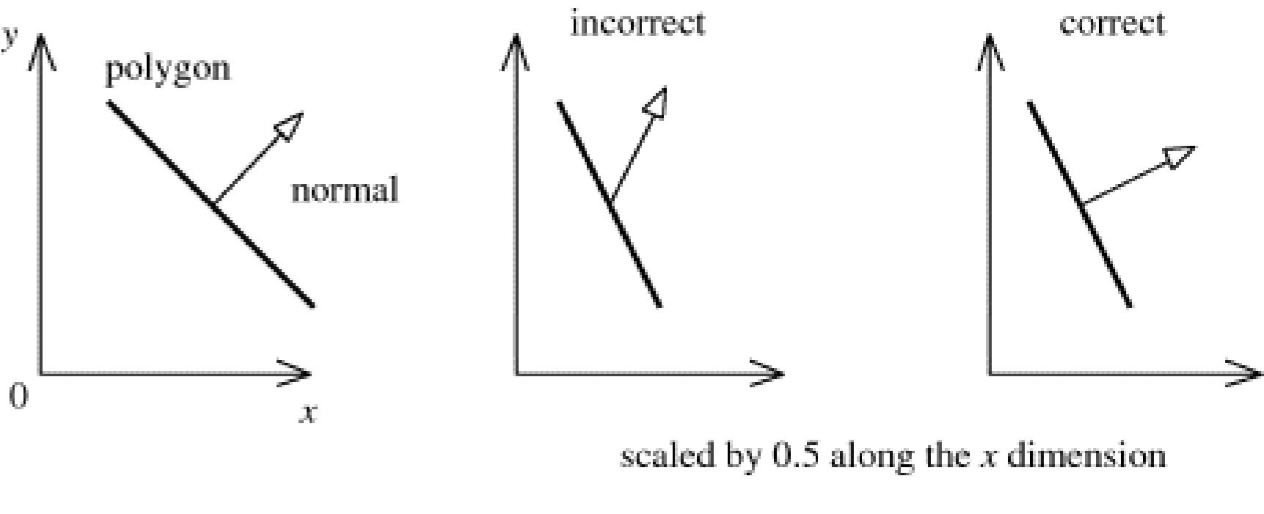 incorrect
correct
y
polygon
normal
0
x
scaled by 0.5 along the x dimension